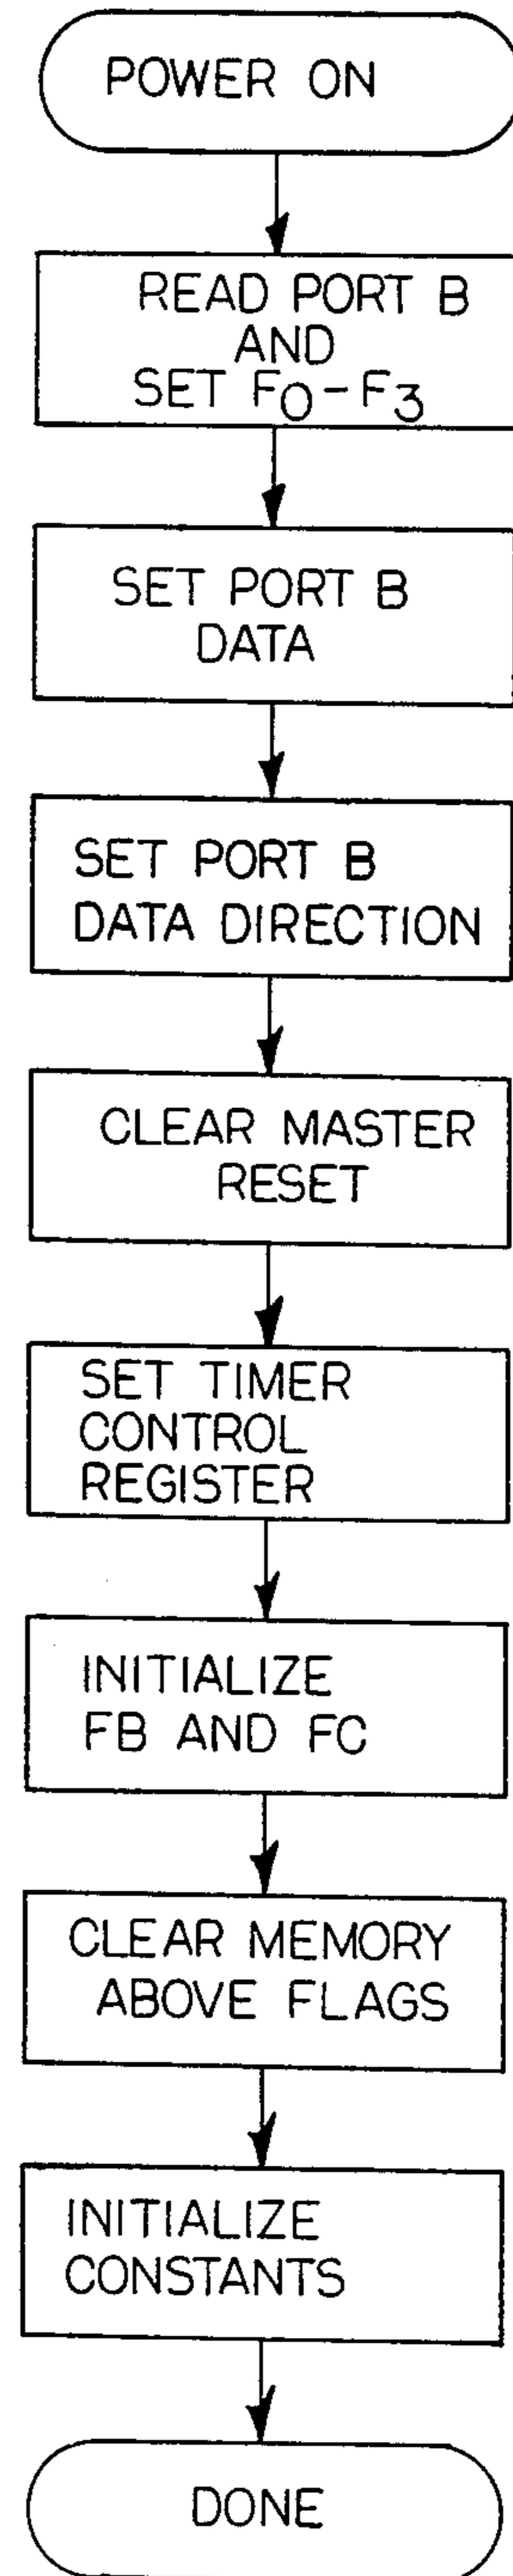 POWER ON
READ PORT B
AND
SET F0-F3
SET PORT B
DATA
SET PORT B
DATA DIRECTION
CLEAR MASTER
RESET
SET TIMER
CONTROL
REGISTER
INITIALIZE
FB AND FC
CLEAR MEMORY
ABOVE FLAGS
INITIALIZE
CONSTANTS
DONE